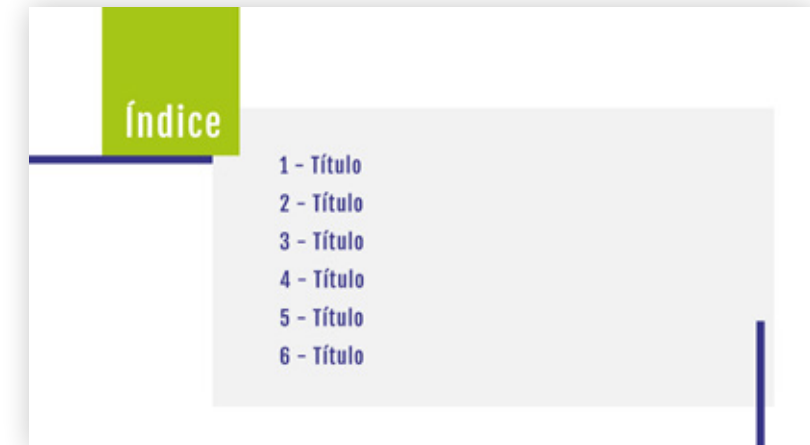 Índice
1 – Título
2 – Título
3 – Título
4 – Título
5 – Título
6 – Título